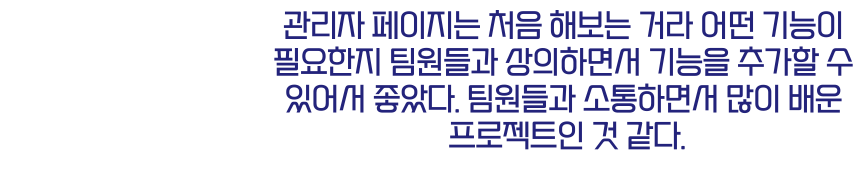 관리자 페이지는 처음 해보는 거라 어떤 기능이
필요한지 팀원들과 상의하면서 기능을 추가할 수
있어서 좋았다. 팀원들과 소통하면서 많이 배운
프로젝트인 것 같다.